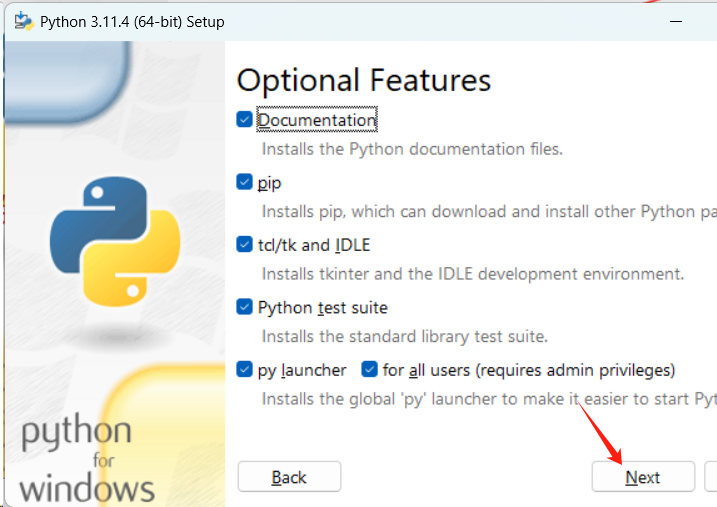 Python 3.11.4 (64-bit) Setup
Optional Features
Documentation
Installs the Python documentation files.
pip
Installs pip, which can download and install other Python pa
tcl/tk and IDLE
Installs tkinter and the IDLE development environment.
Python test suite
Installs the standard library test suite.
py launcher for all users (requires admin privileges)
Installs the global 'py' launcher to make it easier to start Pyt
python
for
windows
Back
Next